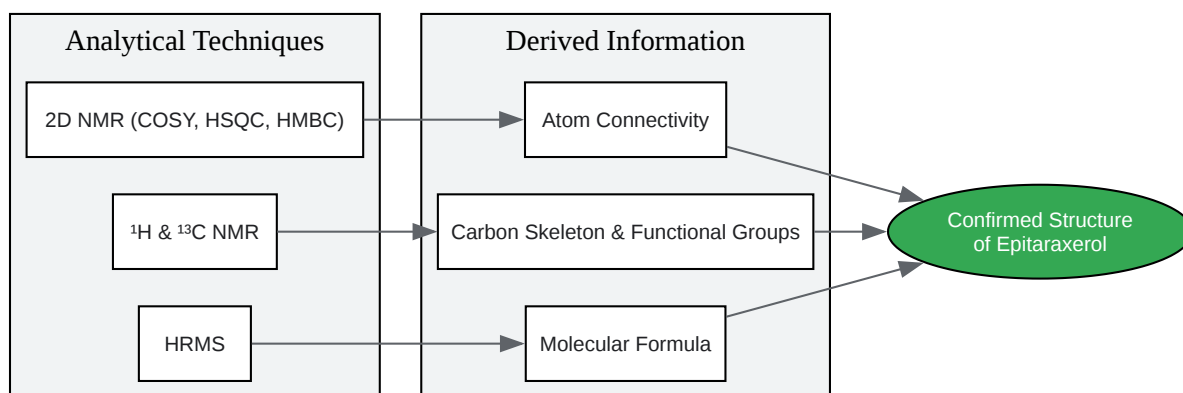 Analytical Techniques
Derived Information
2D NMR (COSY, HSQC, HMBC)
Atom Connectivity
¹H & ¹³C NMR
Carbon Skeleton & Functional Groups
Confirmed Structure
of Epitaraxerol
HRMS
Molecular Formula